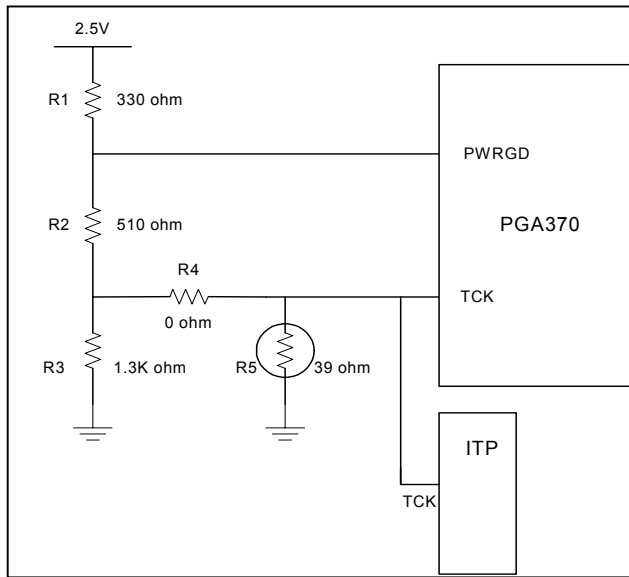 2.5V
R1 330 ohm
PWRGD
R2 510 ohm
PGA370
R4
TCK
0 ohm
R3 1.3K ohm
R5 39 ohm
ITP
TCK